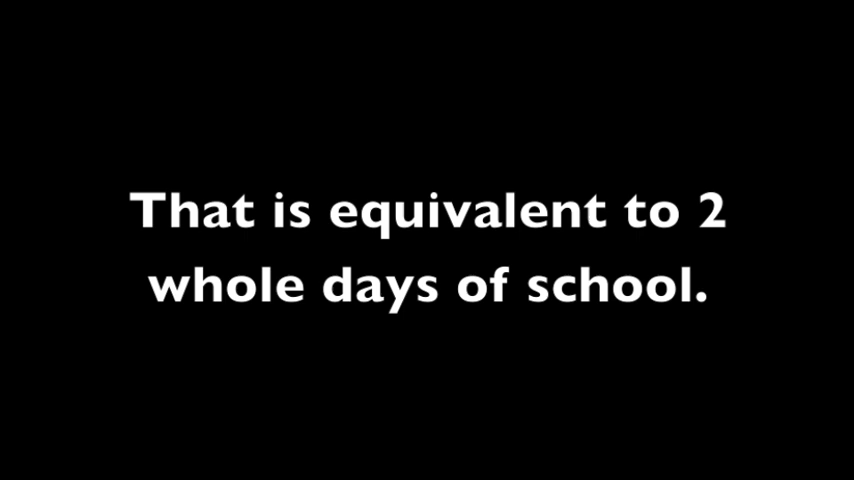 That is equivalent to 2
whole days of school.